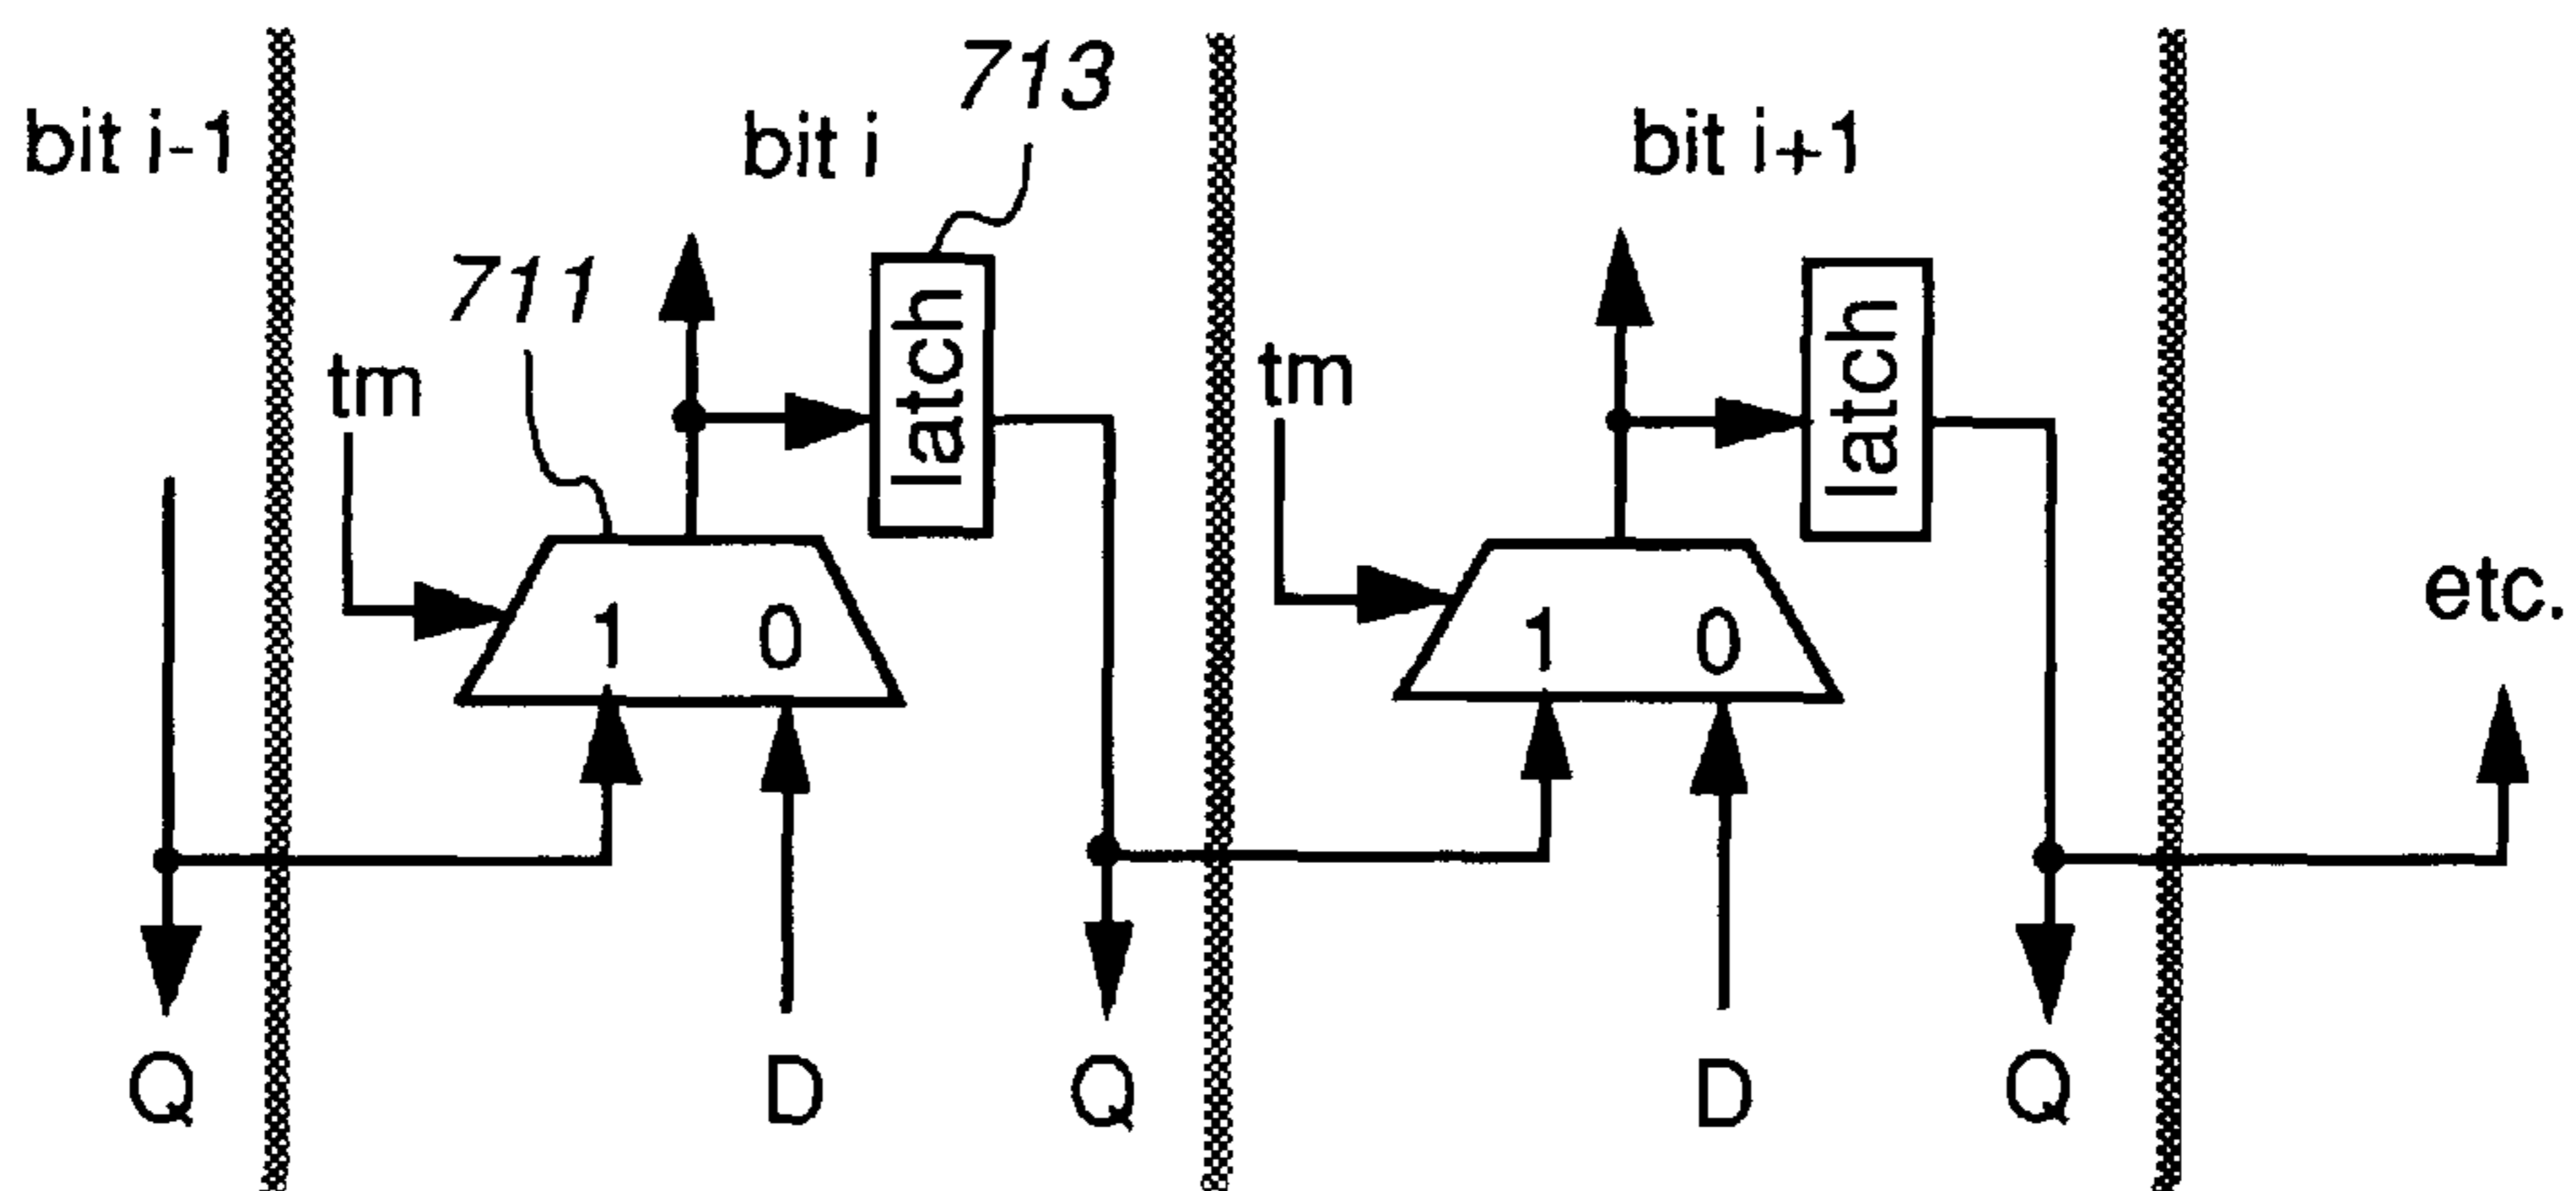 bit i-1
bit i
713
bit i+1
711
tm
latch
tm
latch
1 0
1 0
etc.
Q
D
Q
D
Q